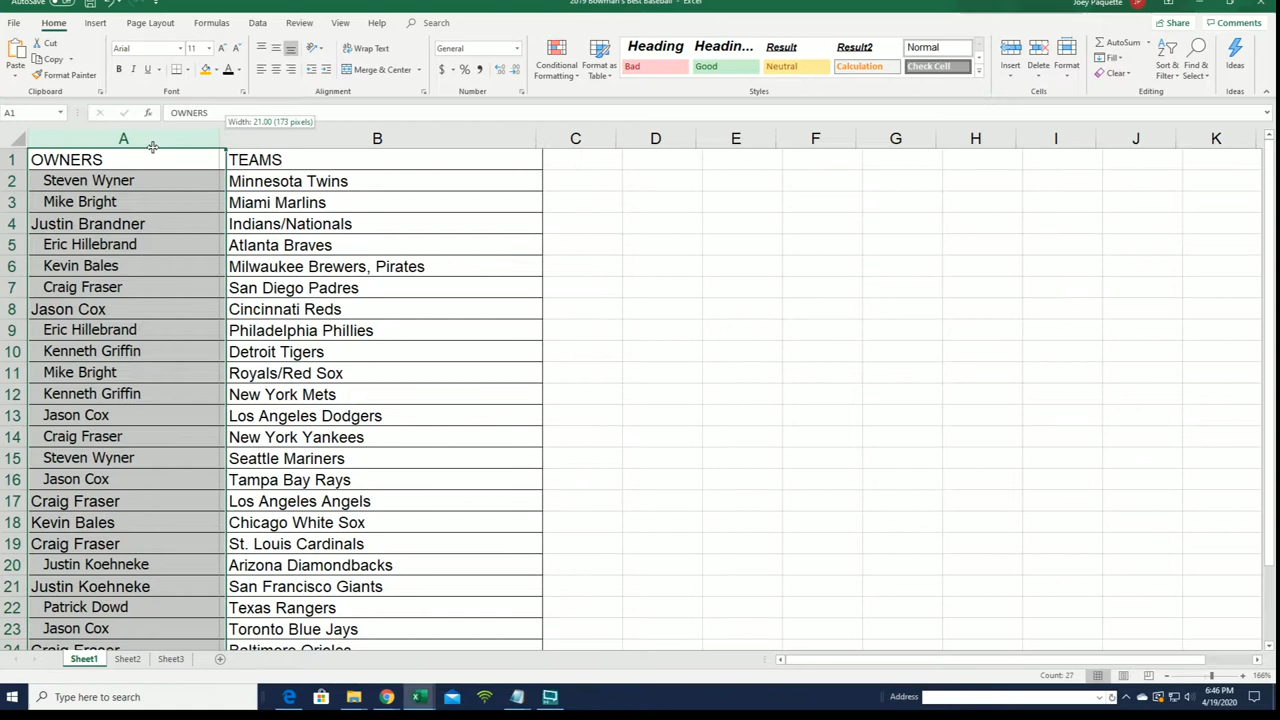 AutoSave Off
2019 Bowman's Best Baseball - Excel
Joey Paquette JP
File Home Insert Page Layout Formulas Data Review View Help Search Share Comments
Cut
Copy
Format Painter
Paste
Clipboard
Arial 11
B I U
Font
Wrap Text
Merge & Center
Alignment
General
$ % ,
Number
Conditional Formatting
Format as Table
Heading Headin... Result Result2 Normal
Bad Good Neutral Calculation Check Cell
Styles
Insert Delete Format
Cells
AutoSum
Fill
Clear
Sort & Filter
Find & Select
Editing
Ideas
Ideas
A1 fx OWNERS
Width: 21.00 (173 pixels)
A B C D E F G H I J K
1 OWNERS TEAMS
2 Steven Wyner Minnesota Twins
3 Mike Bright Miami Marlins
4 Justin Brandner Indians/Nationals
5 Eric Hillebrand Atlanta Braves
6 Kevin Bales Milwaukee Brewers, Pirates
7 Craig Fraser San Diego Padres
8 Jason Cox Cincinnati Reds
9 Eric Hillebrand Philadelphia Phillies
10 Kenneth Griffin Detroit Tigers
11 Mike Bright Royals/Red Sox
12 Kenneth Griffin New York Mets
13 Jason Cox Los Angeles Dodgers
14 Craig Fraser New York Yankees
15 Steven Wyner Seattle Mariners
16 Jason Cox Tampa Bay Rays
17 Craig Fraser Los Angeles Angels
18 Kevin Bales Chicago White Sox
19 Craig Fraser St. Louis Cardinals
20 Justin Koehneke Arizona Diamondbacks
21 Justin Koehneke San Francisco Giants
22 Patrick Dowd Texas Rangers
23 Jason Cox Toronto Blue Jays
24 Craig Fraser Baltimore Orioles
Sheet1 Sheet2 Sheet3
Count: 27 166%
Type here to search
Address
6:46 PM
4/19/2020